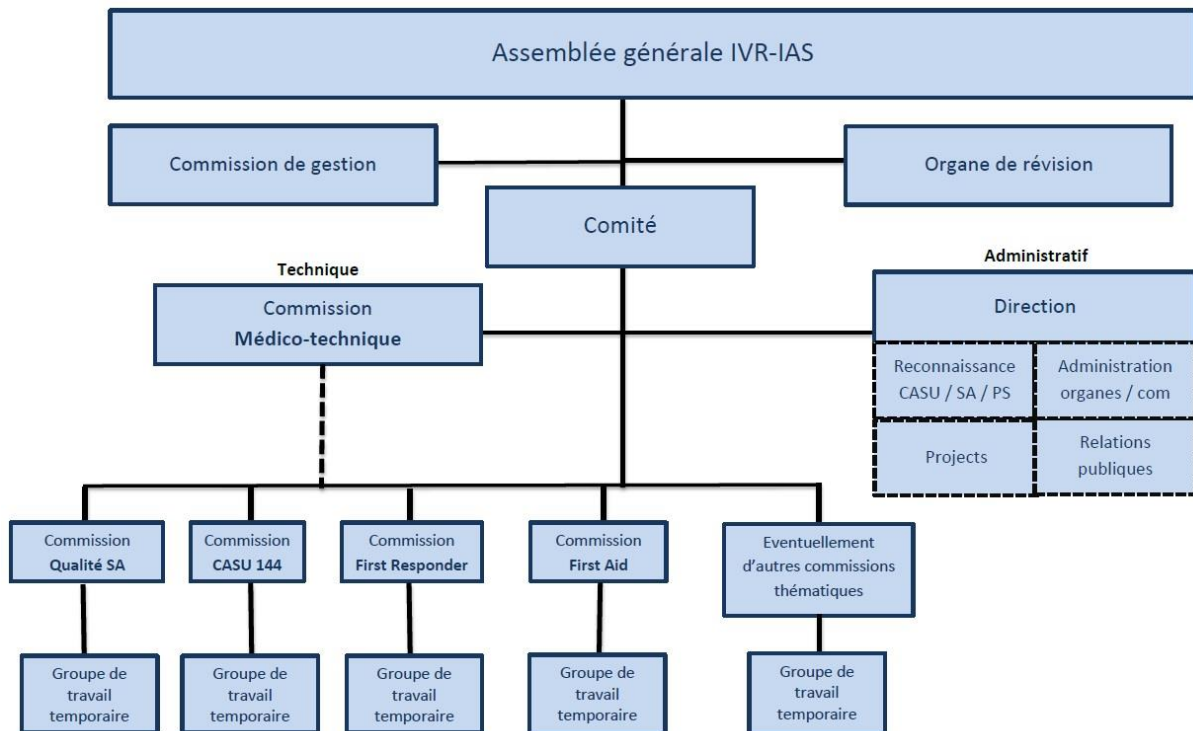 Assemblée générale IVR-IAS
Commission de gestion
Organe de révision
Comité
Technique
Administratif
Commission
Médico-technique
Direction
Reconnaissance
CASU / SA / PS
Administration
organes / com
Projects
Relations
publiques
Commission
Qualité SA
Commission
CASU 144
Commission
First Responder
Commission
First Aid
Eventuellement
d'autres commissions
thématiques
Groupe de
travail
temporaire
Groupe de
travail
temporaire
Groupe de
travail
temporaire
Groupe de
travail
temporaire
Groupe de
travail
temporaire